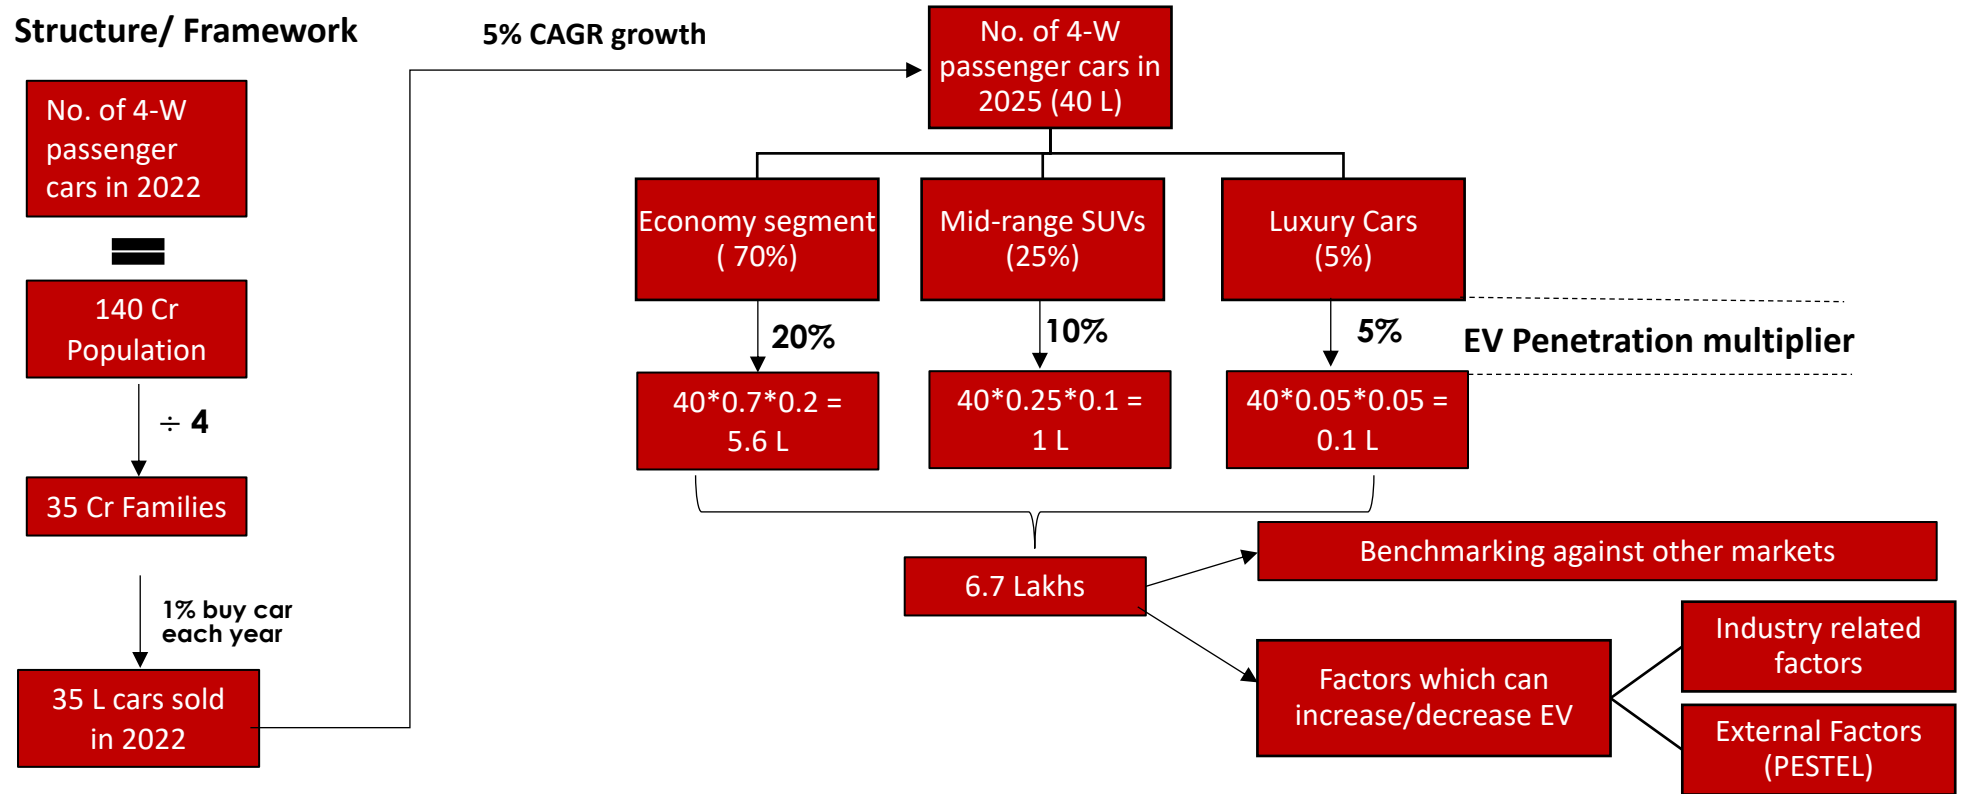 Structure/ Framework
No. of 4-W
passenger
cars in 2022
=
140 Cr
Population
÷ 4
35 Cr Families
1% buy car
each year
35 L cars sold
in 2022
5% CAGR growth
No. of 4-W
passenger cars in
2025 (40 L)
Economy segment
( 70%)
Mid-range SUVs
(25%)
Luxury Cars
(5%)
20%
10%
5%
EV Penetration multiplier
40*0.7*0.2 =
5.6 L
40*0.25*0.1 =
1 L
40*0.05*0.05 =
0.1 L
6.7 Lakhs
Benchmarking against other markets
Factors which can
increase/decrease EV
Industry related
factors
External Factors
(PESTEL)